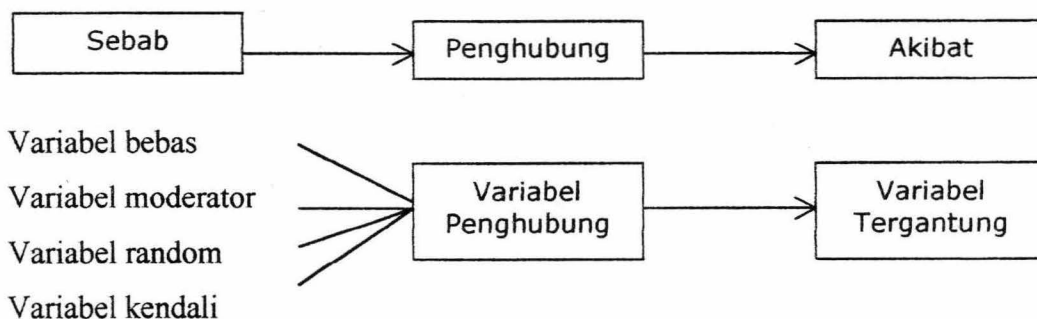 Sebab
Penghubung
Akibat
Variabel bebas
Variabel moderator
Variabel random
Variabel kendali
Variabel
Penghubung
Variabel
Tergantung